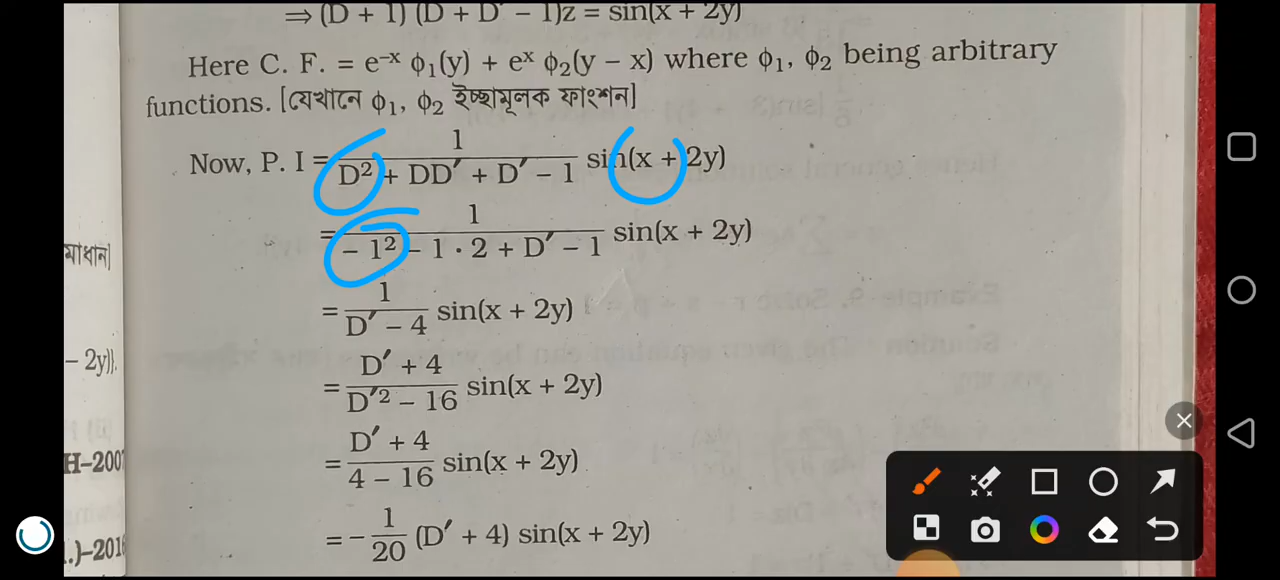 ⇒ (D + 1) (D + D′ − 1)z = sin(x + 2y)
Here C. F. = e⁻ˣ ϕ₁(y) + eˣ ϕ₂(y − x) where ϕ₁, ϕ₂ being arbitrary
functions. [যেখানে ϕ₁, ϕ₂ ইচ্ছামূলক ফাংশন]
Now, P. I = 1 / (D² + DD′ + D′ − 1) sin(x + 2y)
= 1 / (− 1² − 1 · 2 + D′ − 1) sin(x + 2y)
মাধান]
= 1 / (D′ − 4) sin(x + 2y)
− 2y)}.
= (D′ + 4) / (D′² − 16) sin(x + 2y)
H–200
= (D′ + 4) / (4 − 16) sin(x + 2y)
.)–201
= − 1/20 (D′ + 4) sin(x + 2y)